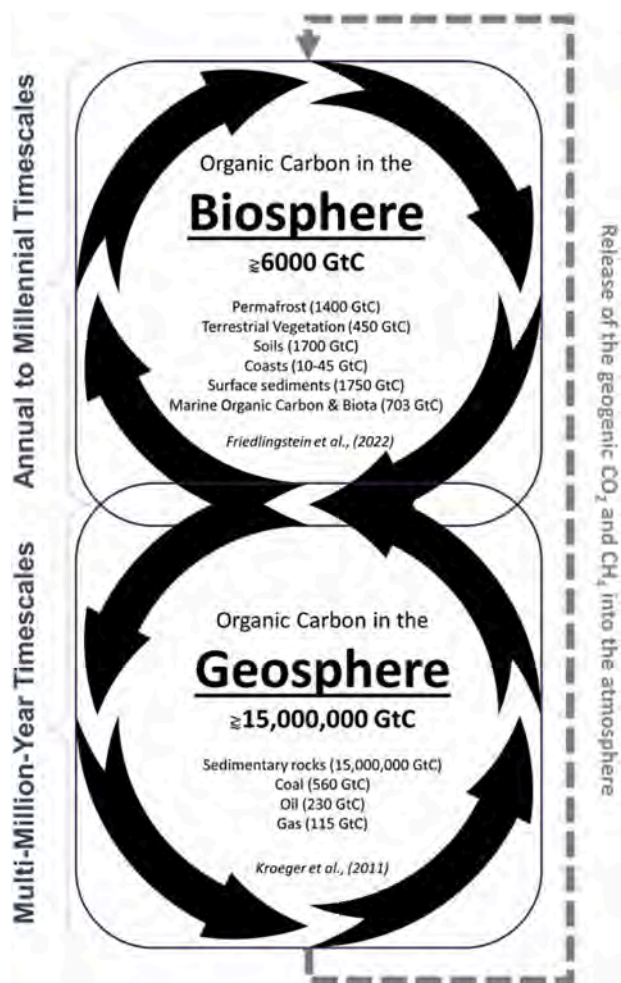 Annual to Millennial Timescales
Organic Carbon in the
Biosphere
≧6000 GtC
Permafrost (1400 GtC)
Terrestrial Vegetation (450 GtC)
Soils (1700 GtC)
Coasts (10-45 GtC)
Surface sediments (1750 GtC)
Marine Organic Carbon & Biota (703 GtC)
Friedlingstein et al., (2022)
Multi-Million-Year Timescales
Organic Carbon in the
Geosphere
≧15,000,000 GtC
Sedimentary rocks (15,000,000 GtC)
Coal (560 GtC)
Oil (230 GtC)
Gas (115 GtC)
Kroeger et al., (2011)
Release of the geogenic CO₂ and CH₄ into the atmosphere